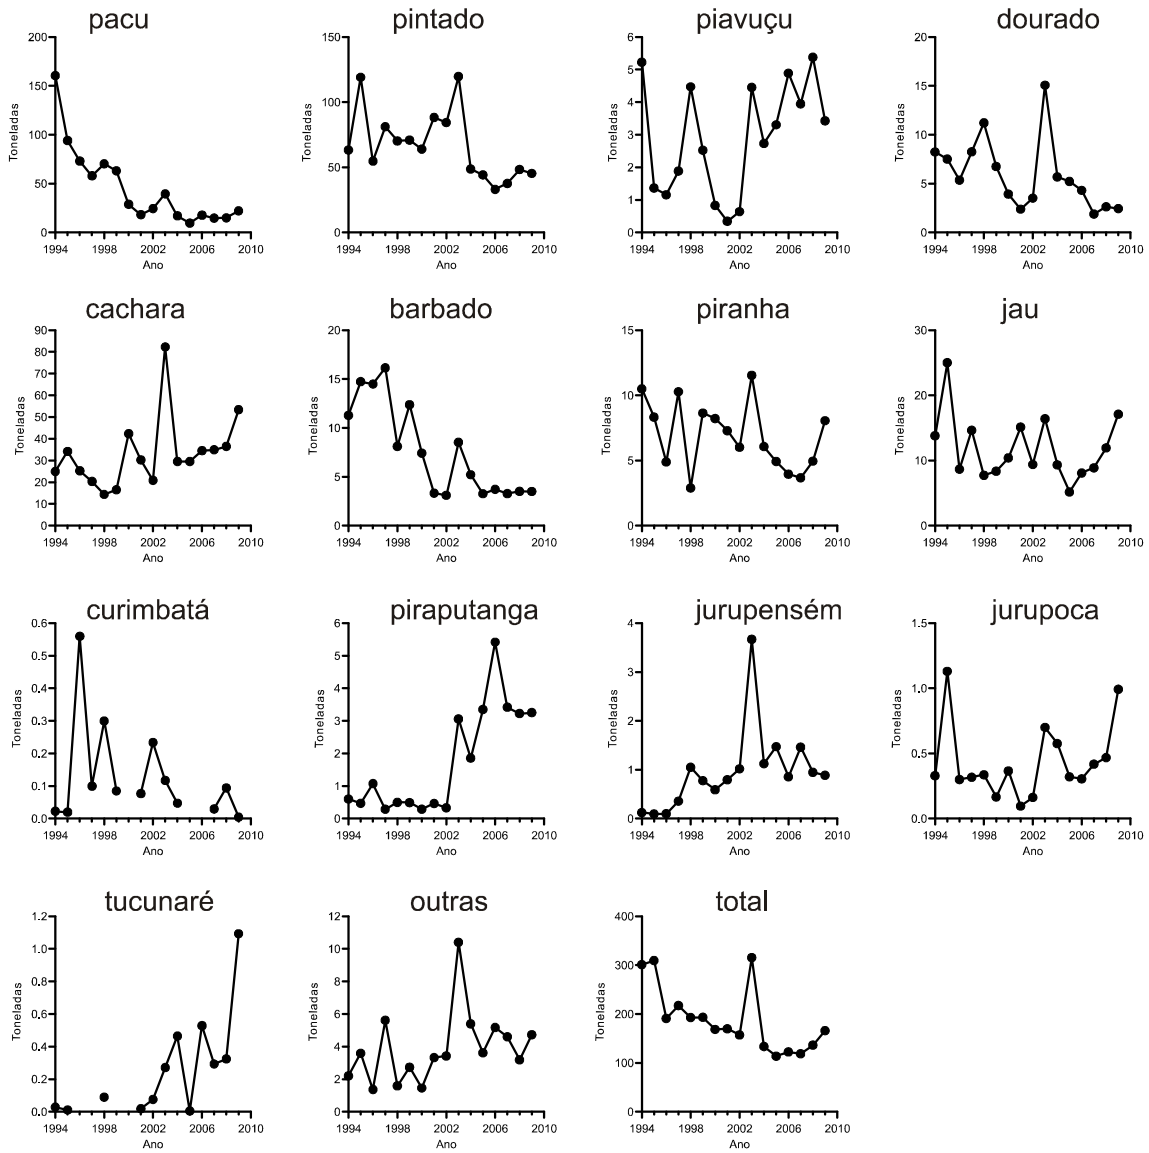 pacu pintado piavuçu dourado
200 150 6 20
5
150 15
100 4
Toneladas Toneladas Toneladas Toneladas
100 3 10
50 2
50 5
1
0 0 0 0
1994 1998 2002 2006 2010 1994 1998 2002 2006 2010 1994 1998 2002 2006 2010 1994 1998 2002 2006 2010
Ano Ano Ano Ano
cachara barbado piranha jau
90 20 15 30
80
70 15
60 10 20
Toneladas Toneladas Toneladas Toneladas
50 10
40
30 5 10
20 5
10
0 0 0 0
1994 1998 2002 2006 2010 1994 1998 2002 2006 2010 1994 1998 2002 2006 2010 1994 1998 2002 2006 2010
Ano Ano Ano Ano
curimbatá piraputanga jurupensém jurupoca
0.6 6 4 1.5
0.5 5
3
0.4 4 1.0
Toneladas Toneladas Toneladas Toneladas
0.3 3 2
0.2 2 0.5
1
0.1 1
0.0 0 0 0.0
1994 1998 2002 2006 2010 1994 1998 2002 2006 2010 1994 1998 2002 2006 2010 1994 1998 2002 2006 2010
Ano Ano Ano Ano
tucunaré outras total
1.2 12 400
1.0 10
300
0.8 8
Toneladas Toneladas Toneladas
0.6 6 200
0.4 4
100
0.2 2
0.0 0 0
1994 1998 2002 2006 2010 1994 1998 2002 2006 2010 1994 1998 2002 2006 2010
Ano Ano Ano